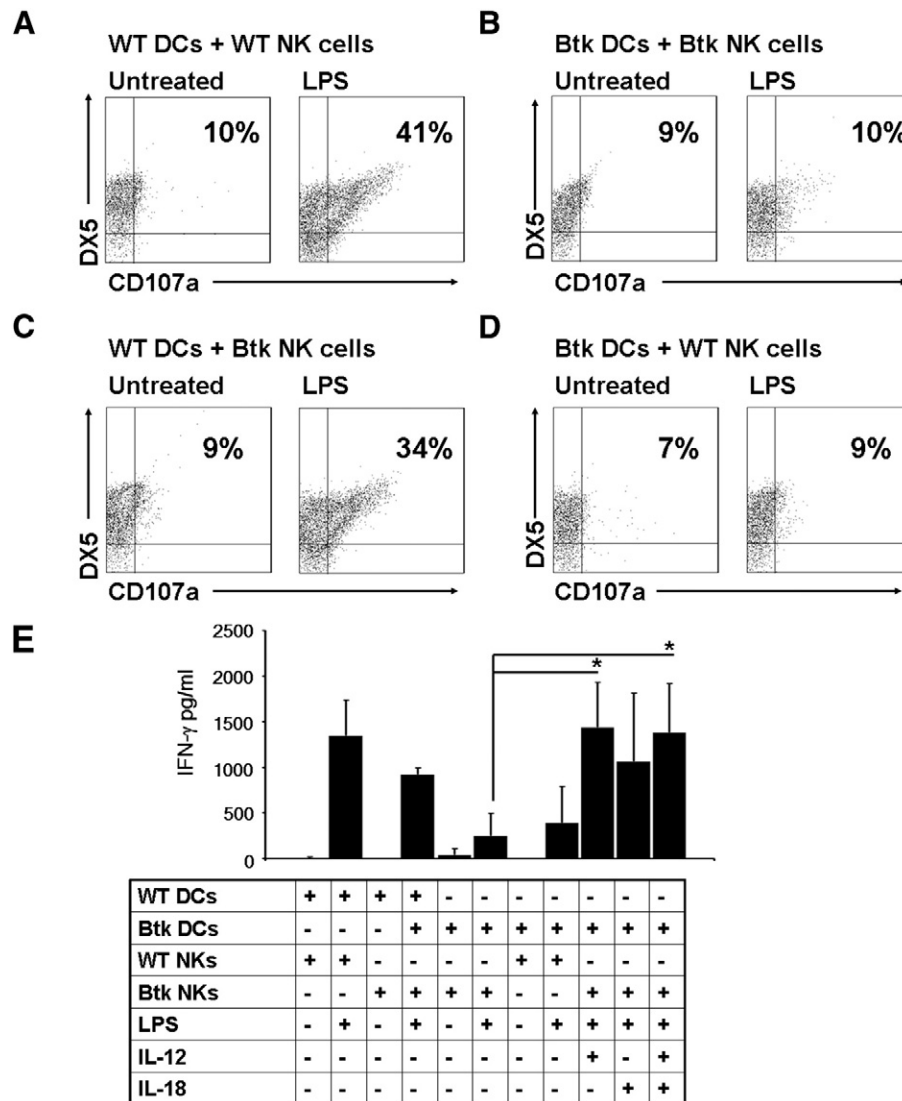 A
B
WT DCs + WT NK cells
Btk DCs + Btk NK cells
Untreated LPS
Untreated LPS
10% 41%
9% 10%
DX5
DX5
CD107a
CD107a
C
D
WT DCs + Btk NK cells
Btk DCs + WT NK cells
Untreated LPS
Untreated LPS
9% 34%
7% 9%
DX5
DX5
CD107a
CD107a
E
IFN-γ pg/ml
2500
2000
1500
1000
500
0
* *
WT DCs + + + + - - - - - - -
Btk DCs - - - + + + + + + + +
WT NKs + + - - - - + + - - -
Btk NKs - - + + + + - - + + +
LPS - + - + - + - + + + +
IL-12 - - - - - - - - + - +
IL-18 - - - - - - - - - + +